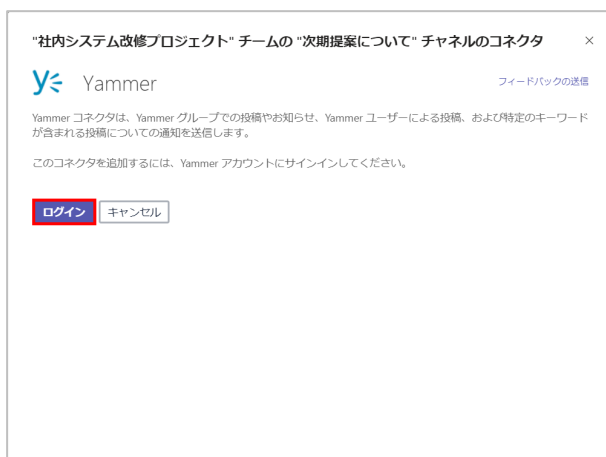 "社内システム改修プロジェクト" チームの "次期提案について" チャネルのコネクタ ×
Yammer フィードバックの送信
Yammer コネクタは、Yammer グループでの投稿やお知らせ、Yammer ユーザーによる投稿、および特定のキーワード
が含まれる投稿についての通知を送信します。
このコネクタを追加するには、Yammer アカウントにサインインしてください。
ログイン キャンセル